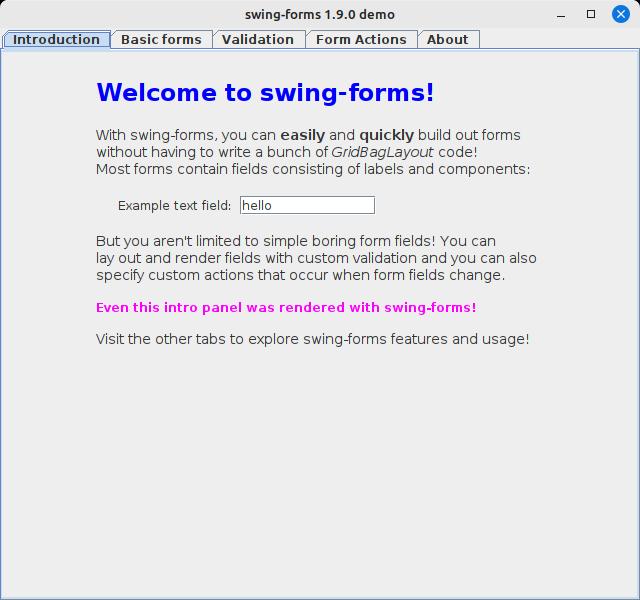 swing-forms 1.9.0 demo
Introduction Basic forms Validation Form Actions About
Welcome to swing-forms!
With swing-forms, you can easily and quickly build out forms
without having to write a bunch of GridBagLayout code!
Most forms contain fields consisting of labels and components:
Example text field: hello
But you aren't limited to simple boring form fields! You can
lay out and render fields with custom validation and you can also
specify custom actions that occur when form fields change.
Even this intro panel was rendered with swing-forms!
Visit the other tabs to explore swing-forms features and usage!